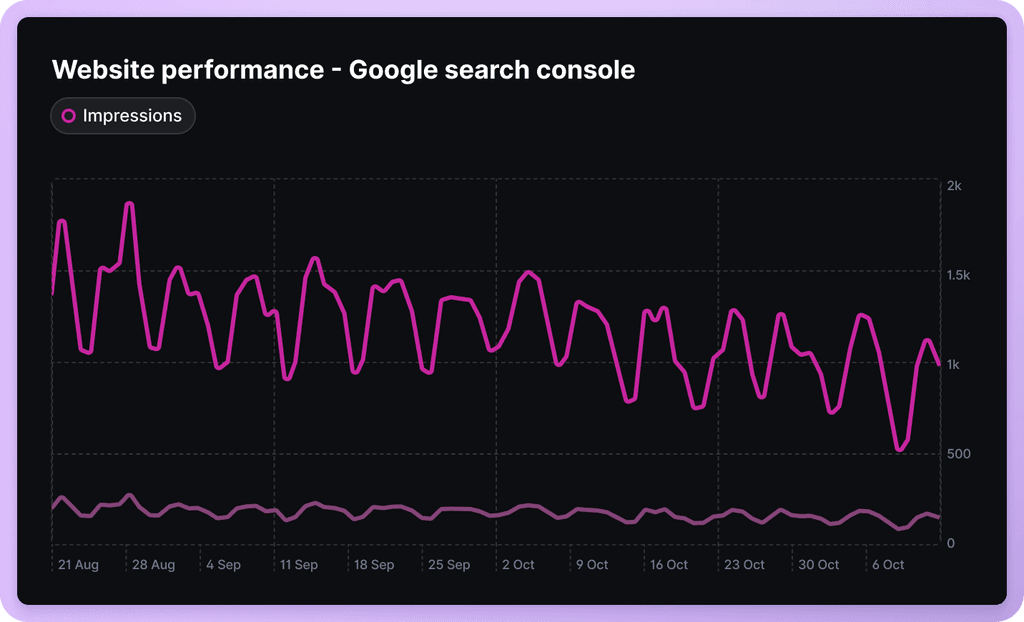 Website performance - Google search console
Impressions
2k
1.5k
1k
500
0
21 Aug 28 Aug 4 Sep 11 Sep 18 Sep 25 Sep 2 Oct 9 Oct 16 Oct 23 Oct 30 Oct 6 Oct